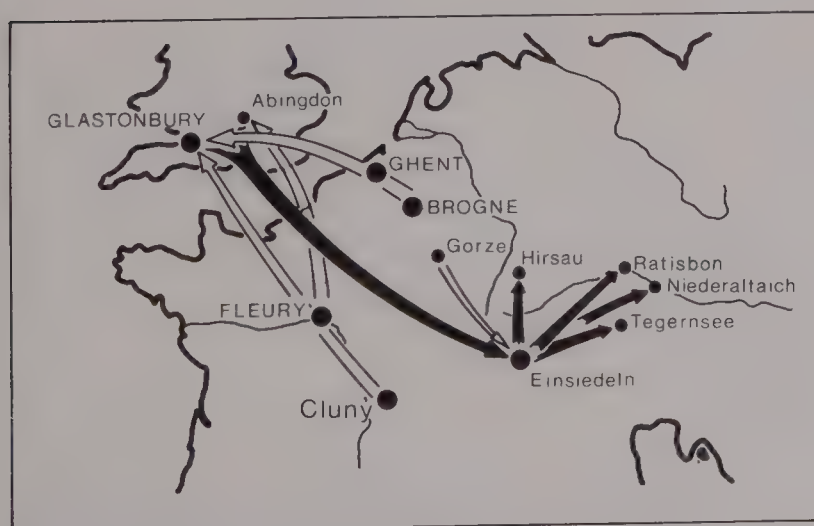 Abingdon
GLASTONBURY
GHENT
BROGNE
Gorze
Hirsau
Ratisbon
Niederaltaich
FLEURY
Tegernsee
Einsiedeln
Cluny